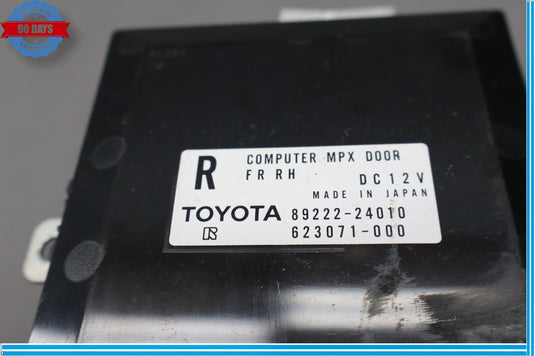 90 DAYS
R
COMPUTER MPX DOOR
FR RH DC12V
MADE IN JAPAN
TOYOTA 89222-24010
R 623071-000